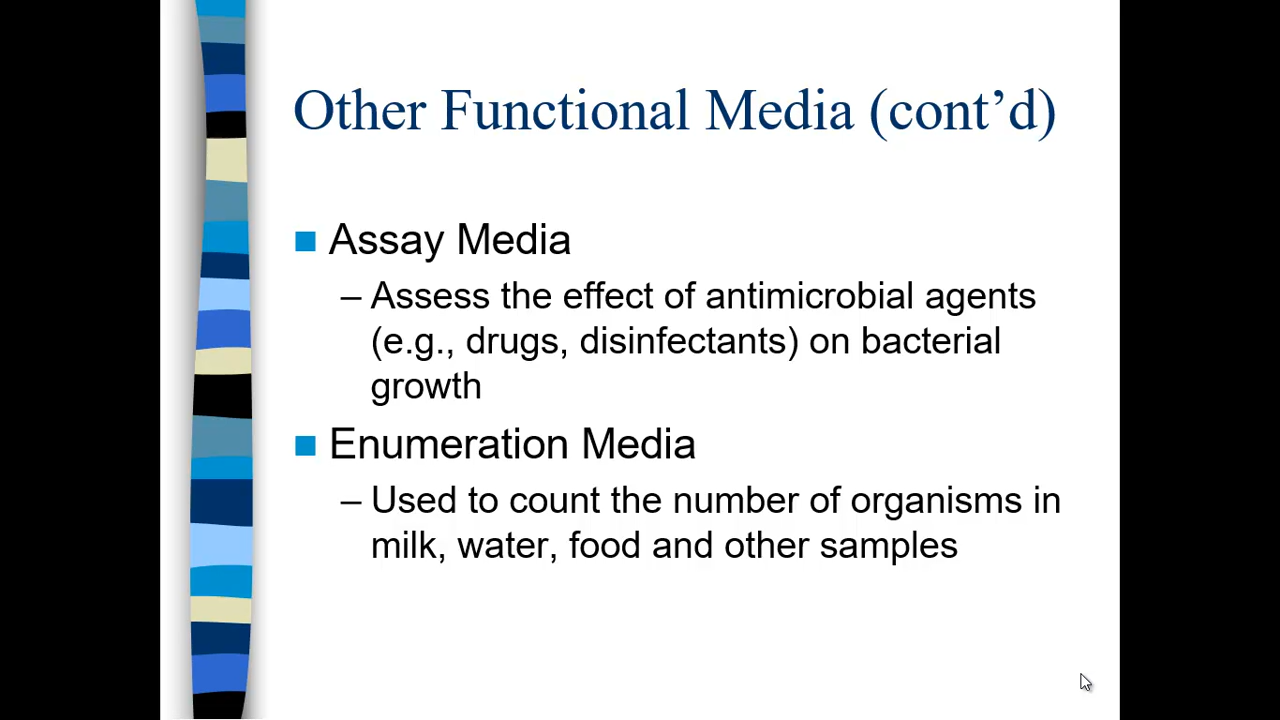 Other Functional Media (cont’d)
Assay Media
– Assess the effect of antimicrobial agents
(e.g., drugs, disinfectants) on bacterial
growth
Enumeration Media
– Used to count the number of organisms in
milk, water, food and other samples